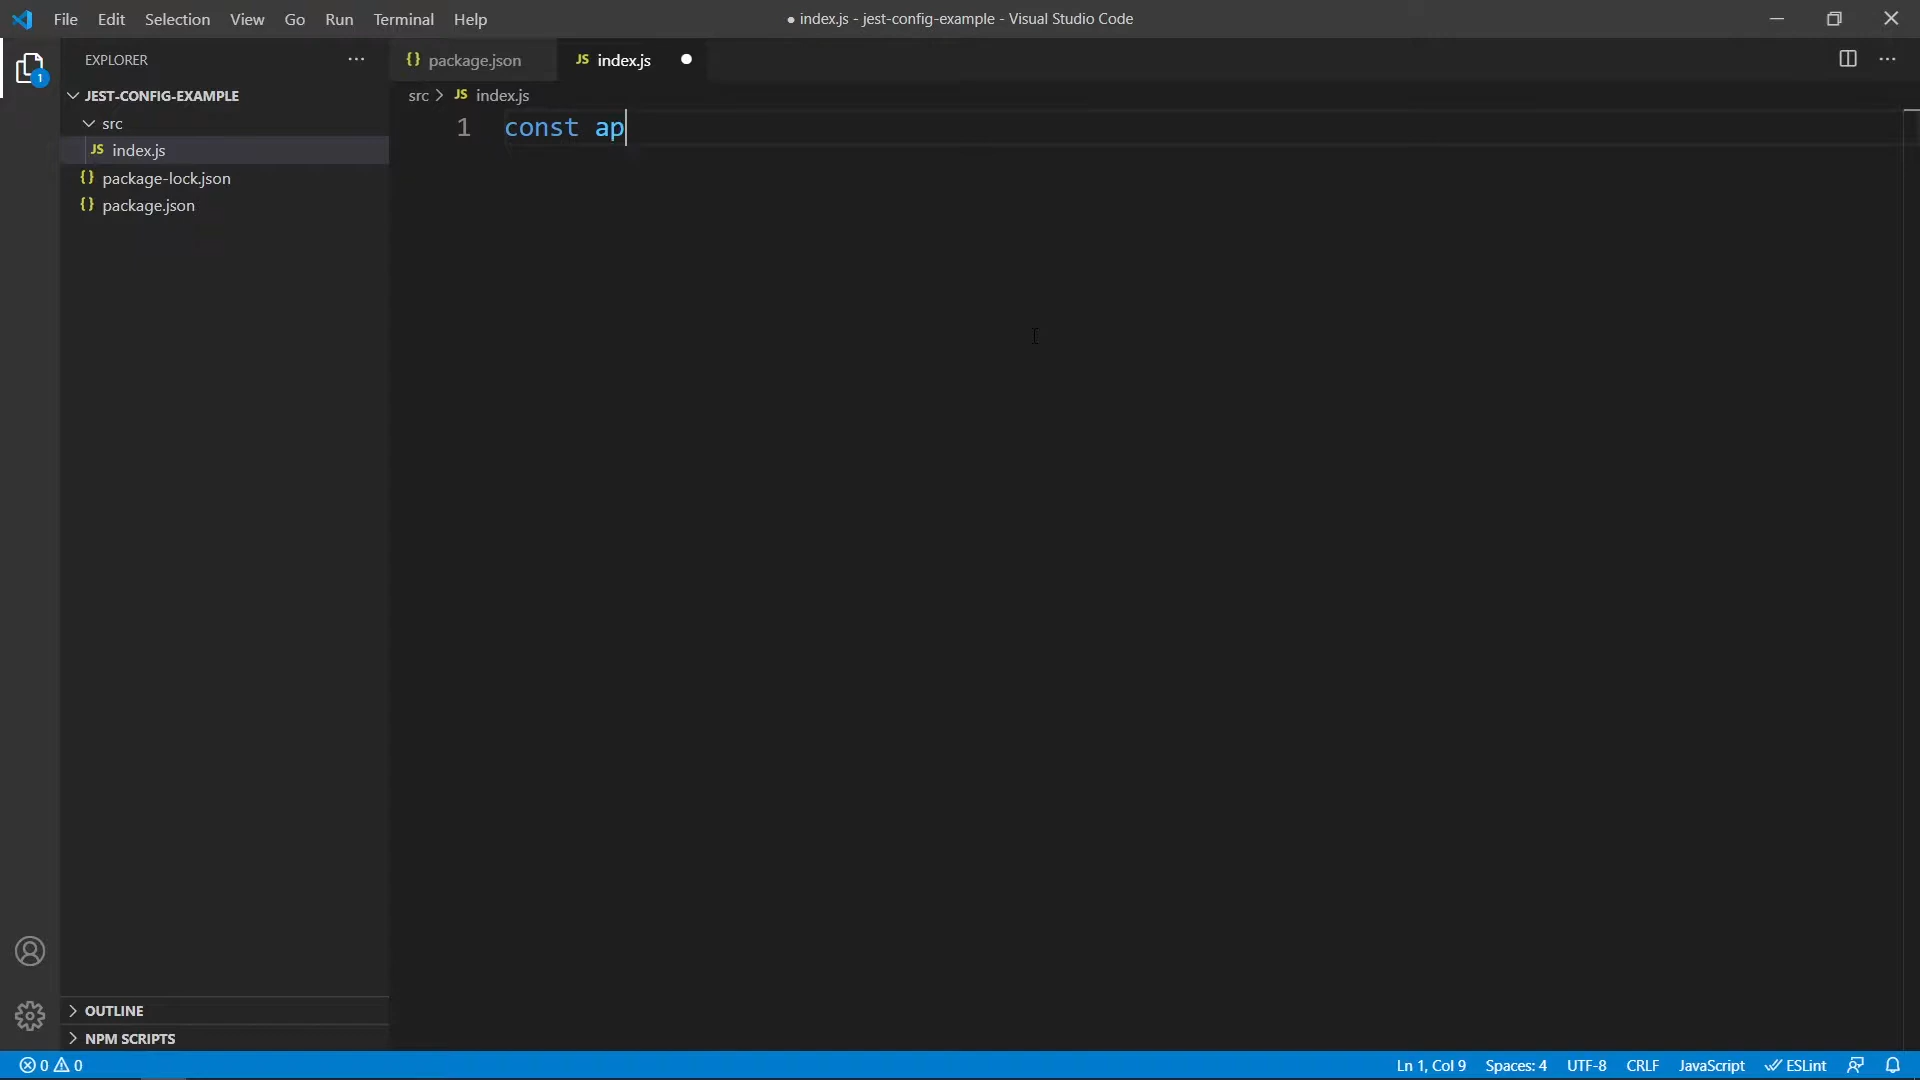 File Edit Selection View Go Run Terminal Help
● index.js - jest-config-example - Visual Studio Code
1
EXPLORER
JEST-CONFIG-EXAMPLE
src
JS index.js
{} package-lock.json
{} package.json
OUTLINE
NPM SCRIPTS
{} package.json
JS index.js
src > JS index.js
1 const ap
0 0
Ln 1, Col 9 Spaces: 4 UTF-8 CRLF JavaScript ESLint